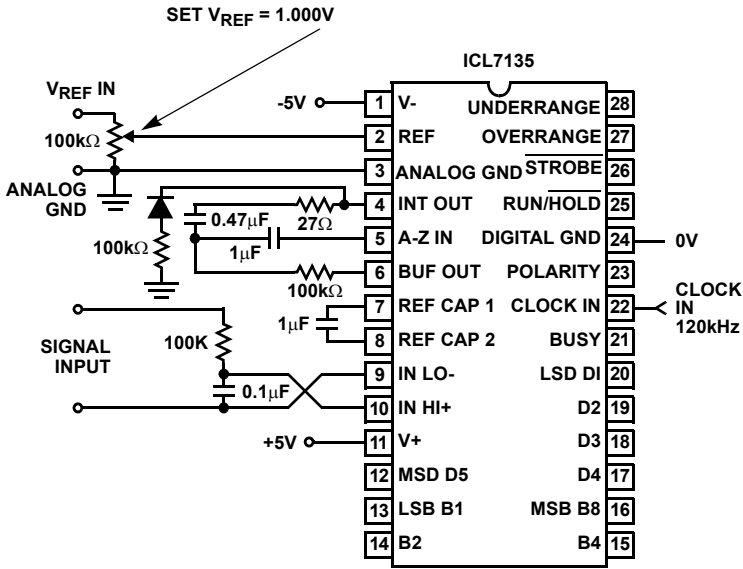 SET VREF = 1.000V
ICL7135
VREF IN
100kΩ
ANALOG
GND
-5V
1 V-
2 REF
3 ANALOG GND
4 INT OUT
5 A-Z IN
6 BUF OUT
7 REF CAP 1
8 REF CAP 2
9 IN LO-
10 IN HI+
11 V+
12 MSD D5
13 LSB B1
14 B2
UNDERRANGE 28
OVERRANGE 27
STROBE 26
RUN/HOLD 25
DIGITAL GND 24
POLARITY 23
CLOCK IN 22
BUSY 21
LSD DI 20
D2 19
D3 18
D4 17
MSB B8 16
B4 15
0V
CLOCK
IN
120kHz
0.47μF
27Ω
100kΩ
1μF
100kΩ
1μF
SIGNAL
INPUT
100K
0.1μF
+5V